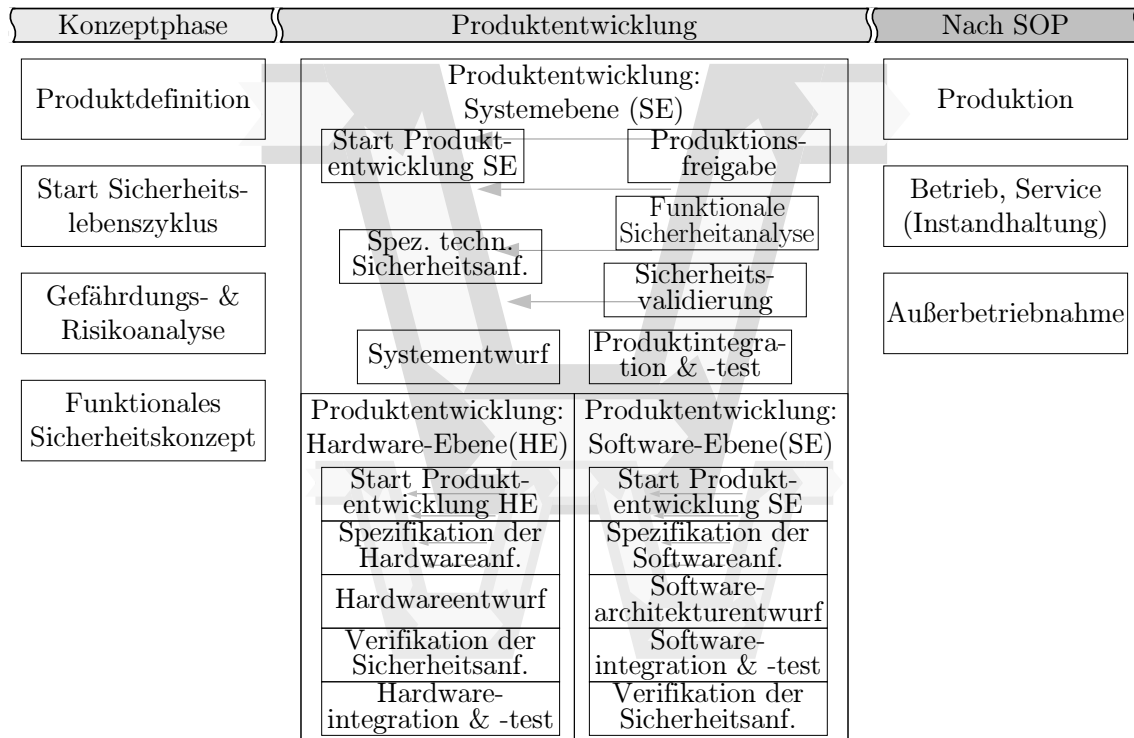 Konzeptphase
Produktentwicklung
Nach SOP
Produktdefinition
Start Sicherheits-
lebenszyklus
Gefährdungs- &
Risikoanalyse
Funktionales
Sicherheitskonzept
Produktentwicklung:
Systemebene (SE)
Start Produkt-
entwicklung SE
Spez. techn.
Sicherheitsanf.
Systementwurf
Produktions-
freigabe
Funktionale
Sicherheitanalyse
Sicherheits-
validierung
Produktintegra-
tion & -test
Produktentwicklung:
Hardware-Ebene(HE)
Start Produkt-
entwicklung HE
Spezifikation der
Hardwareanf.
Hardwareentwurf
Verifikation der
Sicherheitsanf.
Hardware-
integration & -test
Produktentwicklung:
Software-Ebene(SE)
Start Produkt-
entwicklung SE
Spezifikation der
Softwareanf.
Software-
architekturentwurf
Software-
integration & -test
Verifikation der
Sicherheitsanf.
Produktion
Betrieb, Service
(Instandhaltung)
Außerbetriebnahme